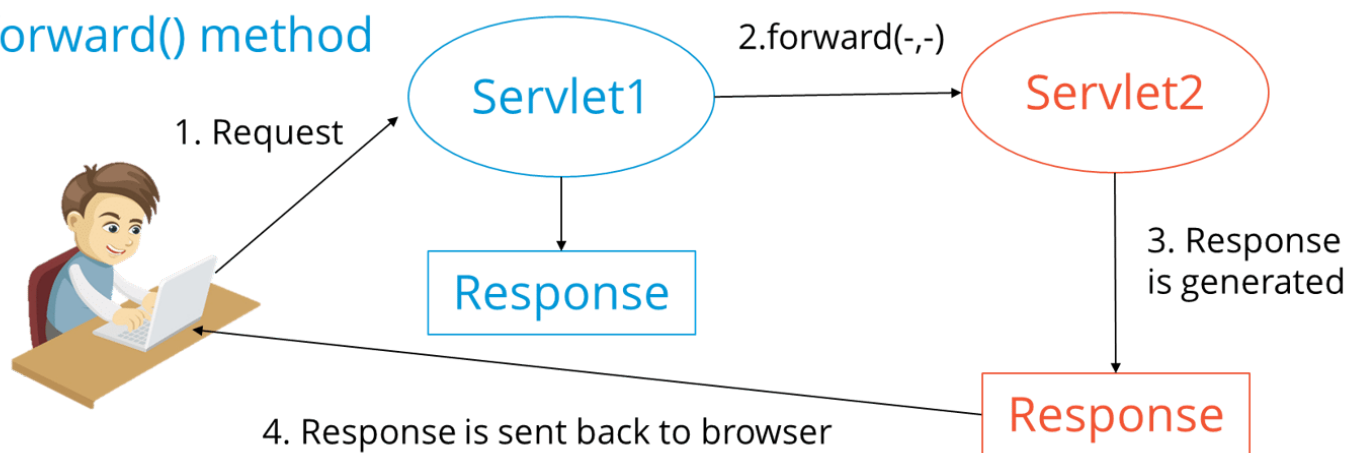 orward() method
2.forward(-,-)
Servlet1
Servlet2
1. Request
3. Response
is generated
Response
Response
4. Response is sent back to browser